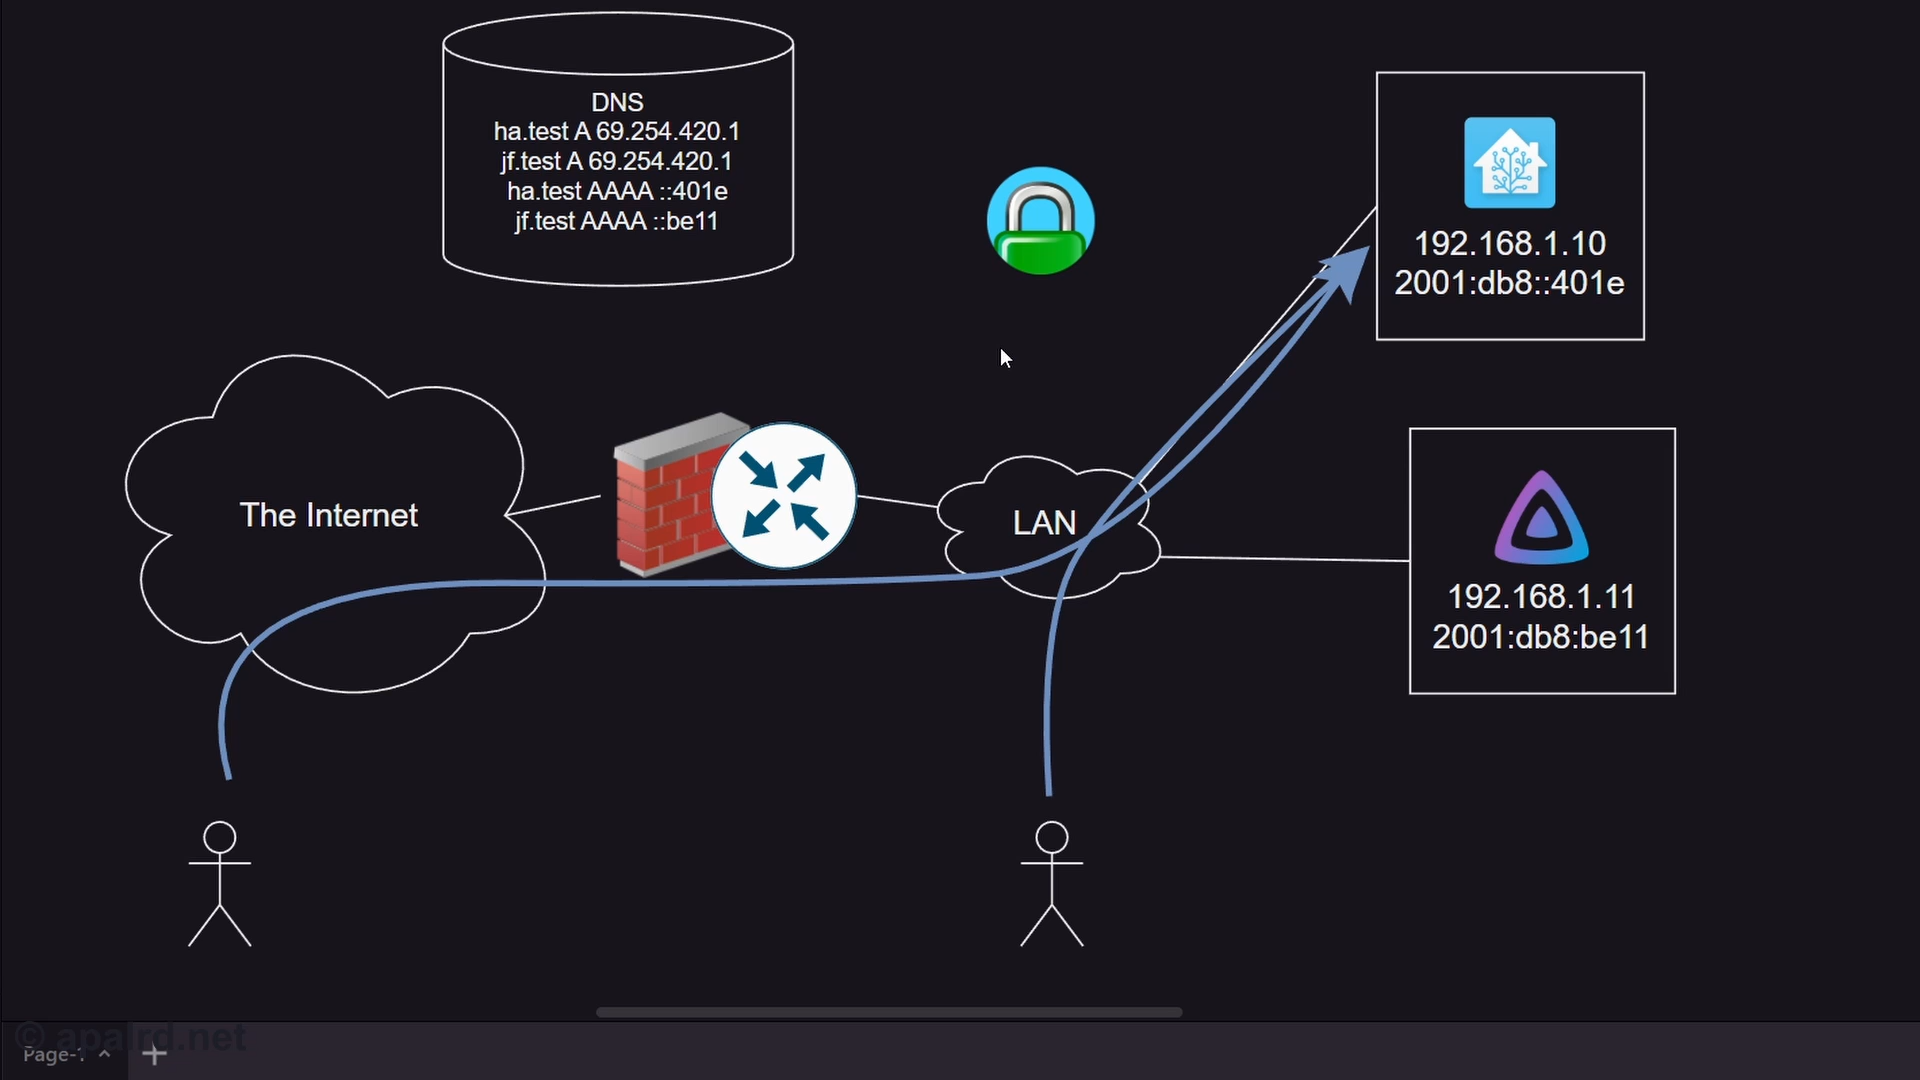 DNS
ha.test A 69.254.420.1
jf.test A 69.254.420.1
ha.test AAAA ::401e
jf.test AAAA ::be11
192.168.1.10
2001:db8::401e
The Internet
LAN
192.168.1.11
2001:db8:be11
© apalrd.net
Page-1